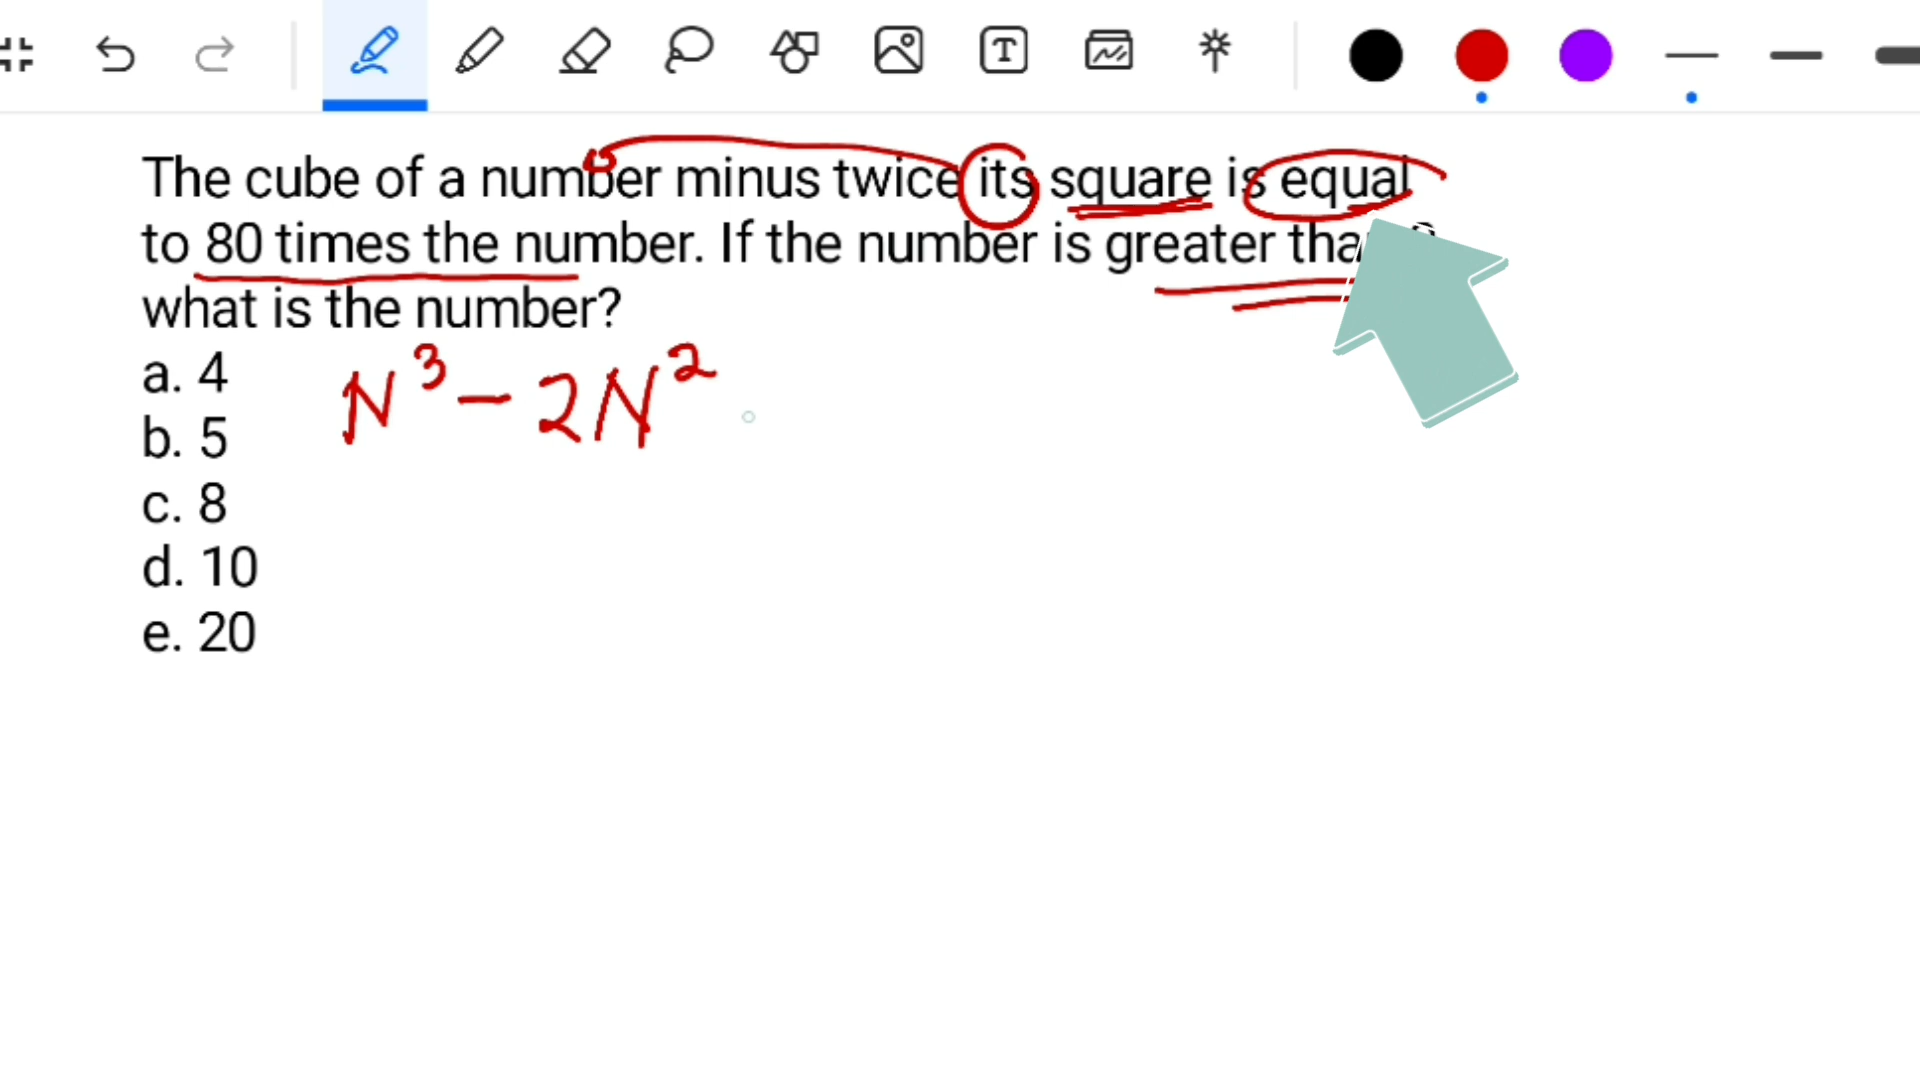 The cube of a number minus twice its square is equal
to 80 times the number. If the number is greater
what is the number?
a. 4
N³ - 2N²
b. 5
c. 8
d. 10
e. 20